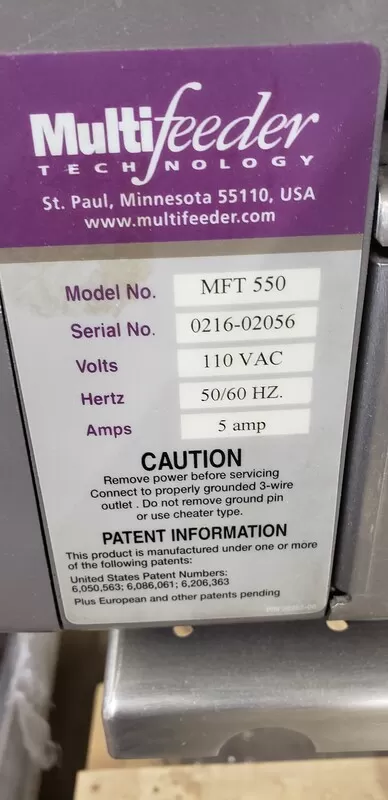 Multifeeder
TECHNOLOGY
St. Paul, Minnesota 55110, USA
www.multifeeder.com
Model No. MFT 550
Serial No. 0216-02056
Volts 110 VAC
Hertz 50/60 HZ.
Amps 5 amp
CAUTION
Remove power before servicing
Connect to properly grounded 3-wire
outlet . Do not remove ground pin
or use cheater type.
PATENT INFORMATION
This product is manufactured under one or more
of the following patents:
United States Patent Numbers:
6,050,563; 6,086,061; 6,206,363
Plus European and other patents pending